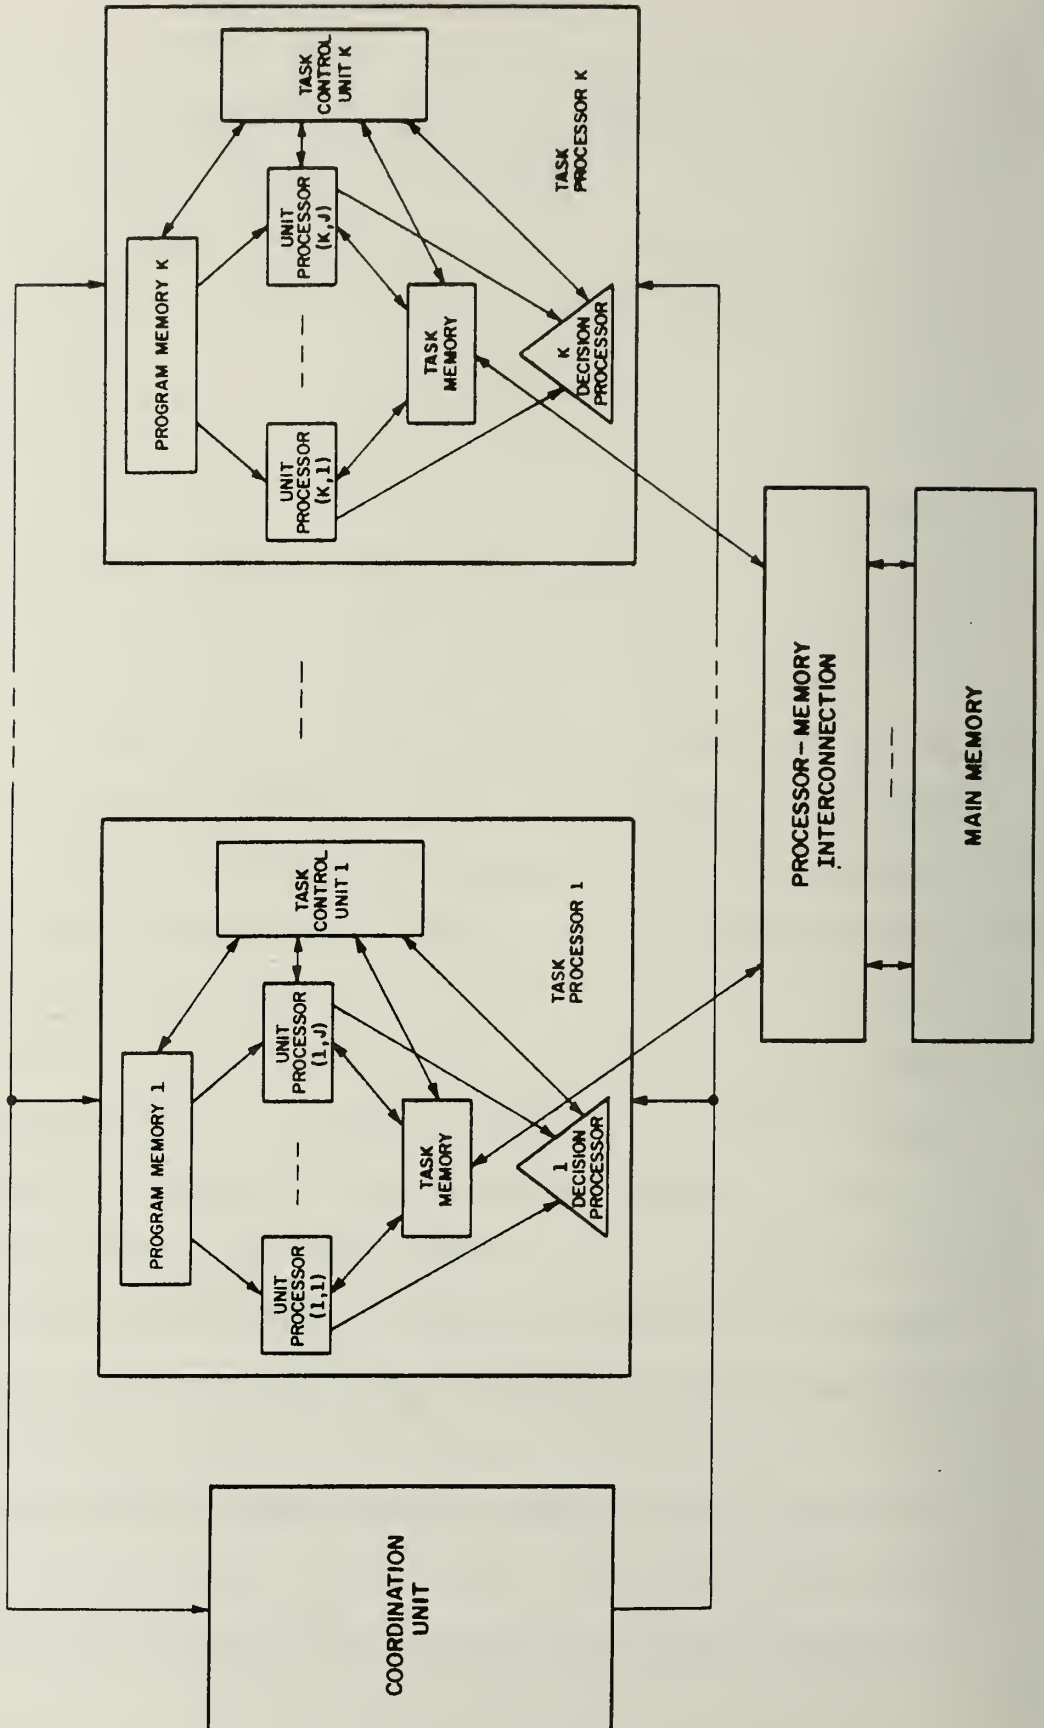 COORDINATION
UNIT
PROGRAM MEMORY 1
UNIT
PROCESSOR
(1,1)
UNIT
PROCESSOR
(1,J)
TASK
CONTROL
UNIT 1
TASK
MEMORY
1
DECISION
PROCESSOR
TASK
PROCESSOR 1
PROGRAM MEMORY K
UNIT
PROCESSOR
(K,1)
UNIT
PROCESSOR
(K,J)
TASK
CONTROL
UNIT K
TASK
MEMORY
K
DECISION
PROCESSOR
TASK
PROCESSOR K
PROCESSOR-MEMORY
INTERCONNECTION
MAIN MEMORY